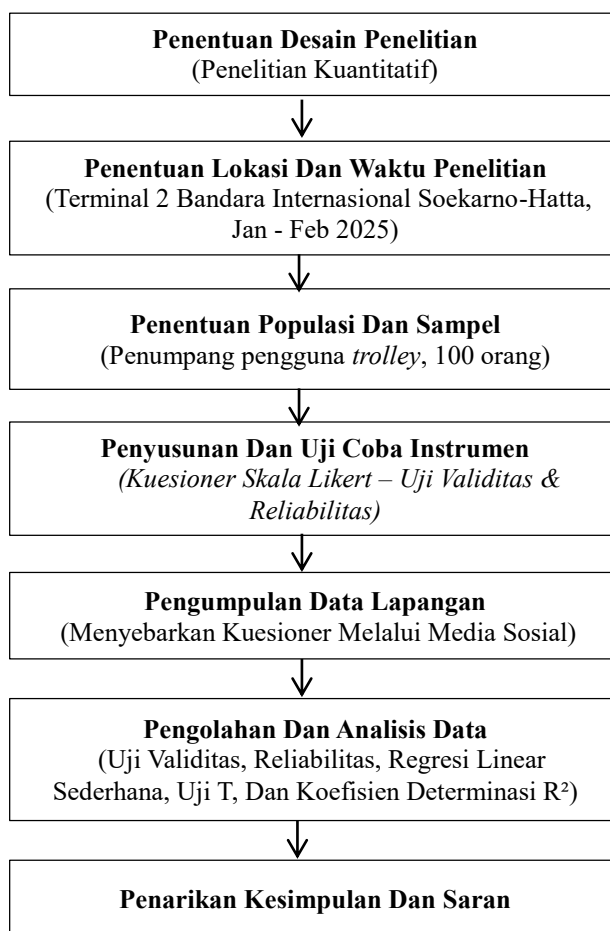 Penentuan Desain Penelitian
(Penelitian Kuantitatif)
Penentuan Lokasi Dan Waktu Penelitian
(Terminal 2 Bandara Internasional Soekarno-Hatta,
Jan - Feb 2025)
Penentuan Populasi Dan Sampel
(Penumpang pengguna trolley, 100 orang)
Penyusunan Dan Uji Coba Instrumen
(Kuesioner Skala Likert – Uji Validitas &
Reliabilitas)
Pengumpulan Data Lapangan
(Menyebarkan Kuesioner Melalui Media Sosial)
Pengolahan Dan Analisis Data
(Uji Validitas, Reliabilitas, Regresi Linear
Sederhana, Uji T, Dan Koefisien Determinasi R²)
Penarikan Kesimpulan Dan Saran